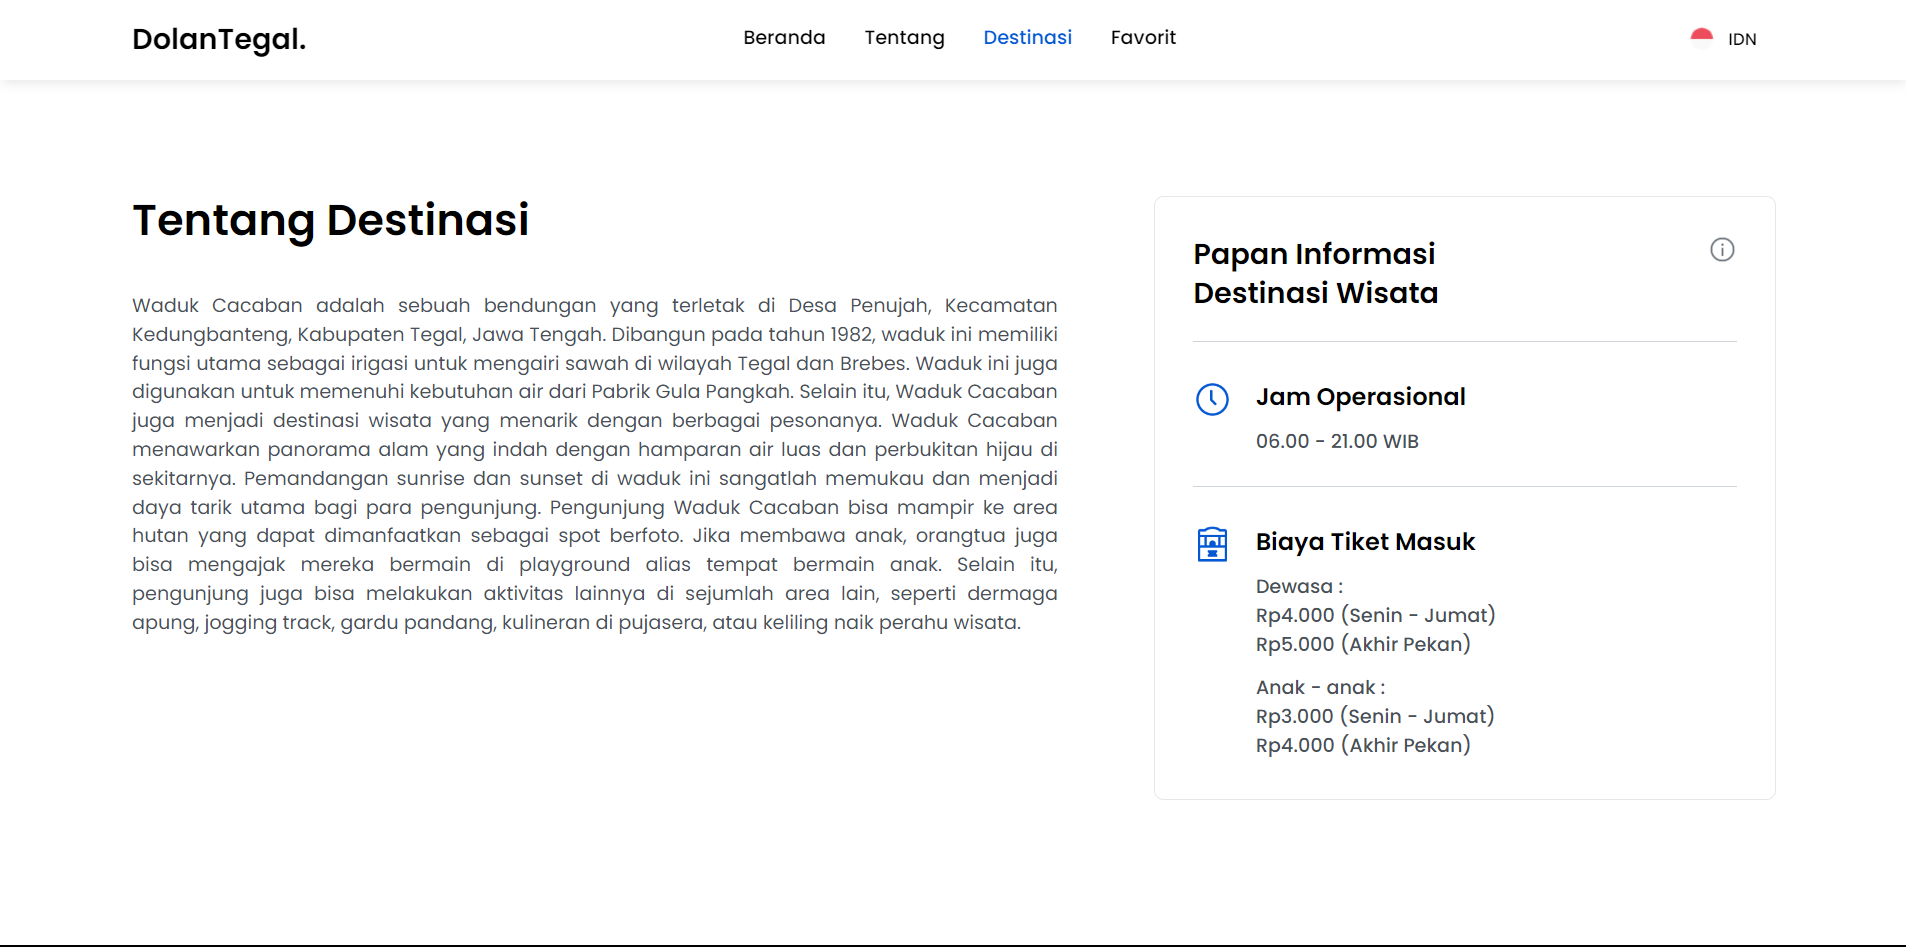 DolanTegal.
Beranda
Tentang
Destinasi
Favorit
IDN
Tentang Destinasi
Waduk Cacaban adalah sebuah bendungan yang terletak di Desa Penujah, Kecamatan
Kedungbanteng, Kabupaten Tegal, Jawa Tengah. Dibangun pada tahun 1982, waduk ini memiliki
fungsi utama sebagai irigasi untuk mengairi sawah di wilayah Tegal dan Brebes. Waduk ini juga
digunakan untuk memenuhi kebutuhan air dari Pabrik Gula Pangkah. Selain itu, Waduk Cacaban
juga menjadi destinasi wisata yang menarik dengan berbagai pesonanya. Waduk Cacaban
menawarkan panorama alam yang indah dengan hamparan air luas dan perbukitan hijau di
sekitarnya. Pemandangan sunrise dan sunset di waduk ini sangatlah memukau dan menjadi
daya tarik utama bagi para pengunjung. Pengunjung Waduk Cacaban bisa mampir ke area
hutan yang dapat dimanfaatkan sebagai spot berfoto. Jika membawa anak, orangtua juga
bisa mengajak mereka bermain di playground alias tempat bermain anak. Selain itu,
pengunjung juga bisa melakukan aktivitas lainnya di sejumlah area lain, seperti dermaga
apung, jogging track, gardu pandang, kulineran di pujasera, atau keliling naik perahu wisata.
Papan Informasi
Destinasi Wisata
Jam Operasional
06.00 - 21.00 WIB
Biaya Tiket Masuk
Dewasa :
Rp4.000 (Senin - Jumat)
Rp5.000 (Akhir Pekan)
Anak - anak :
Rp3.000 (Senin - Jumat)
Rp4.000 (Akhir Pekan)